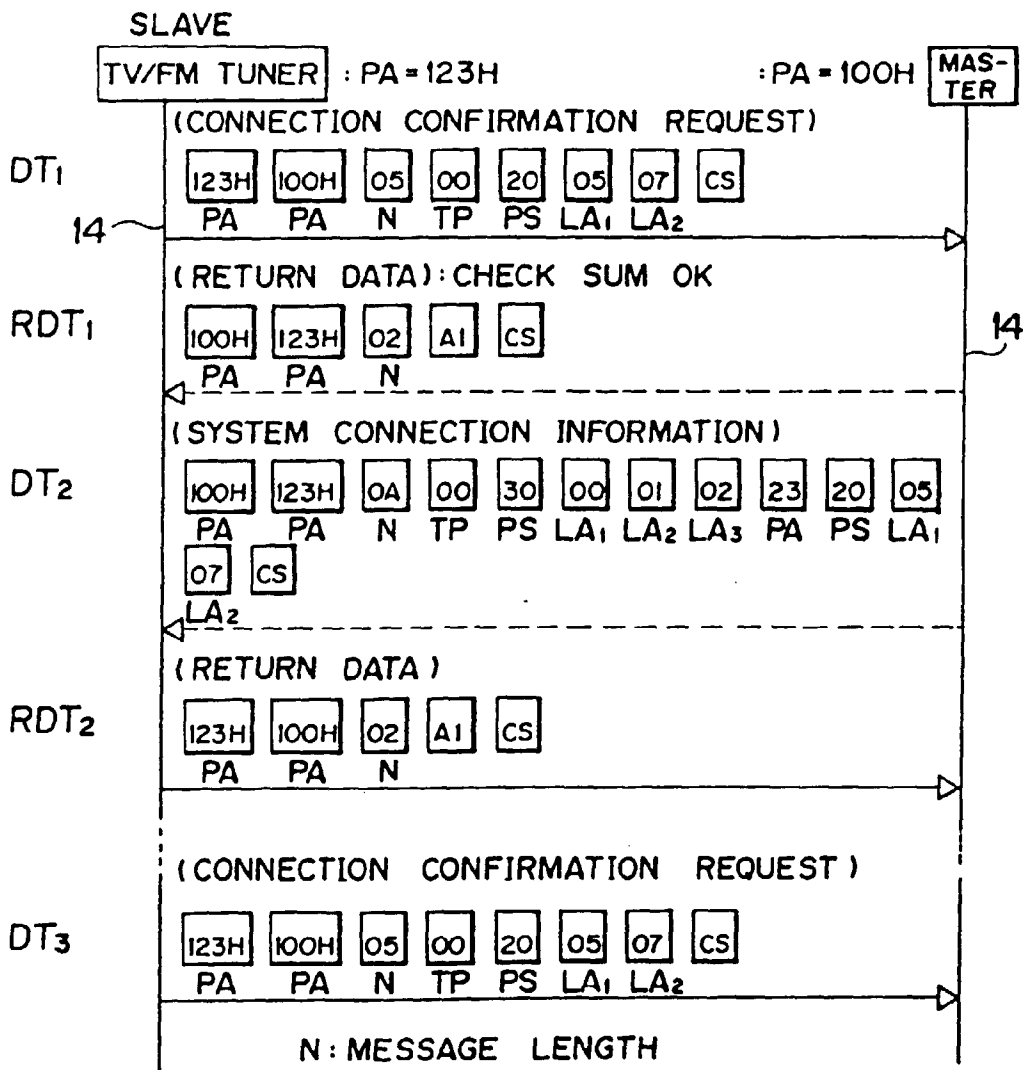 SLAVE
TV/FM TUNER : PA=123H :PA=100H MAS-
TER
(CONNECTION CONFIRMATION REQUEST)
DT1 123H 100H 05 00 20 05 07 CS
PA PA N TP PS LA1 LA2
14
(RETURN DATA):CHECK SUM OK
RDT1 100H 123H 02 A1 CS
14
PA PA N
(SYSTEM CONNECTION INFORMATION)
DT2 100H 123H 0A 00 30 00 01 02 23 20 05
PA PA N TP PS LA1 LA2 LA3 PA PS LA1
07 CS
LA2
(RETURN DATA)
RDT2 123H 100H 02 A1 CS
PA PA N
(CONNECTION CONFIRMATION REQUEST)
DT3 123H 100H 05 00 20 05 07 CS
PA PA N TP PS LA1 LA2
N:MESSAGE LENGTH